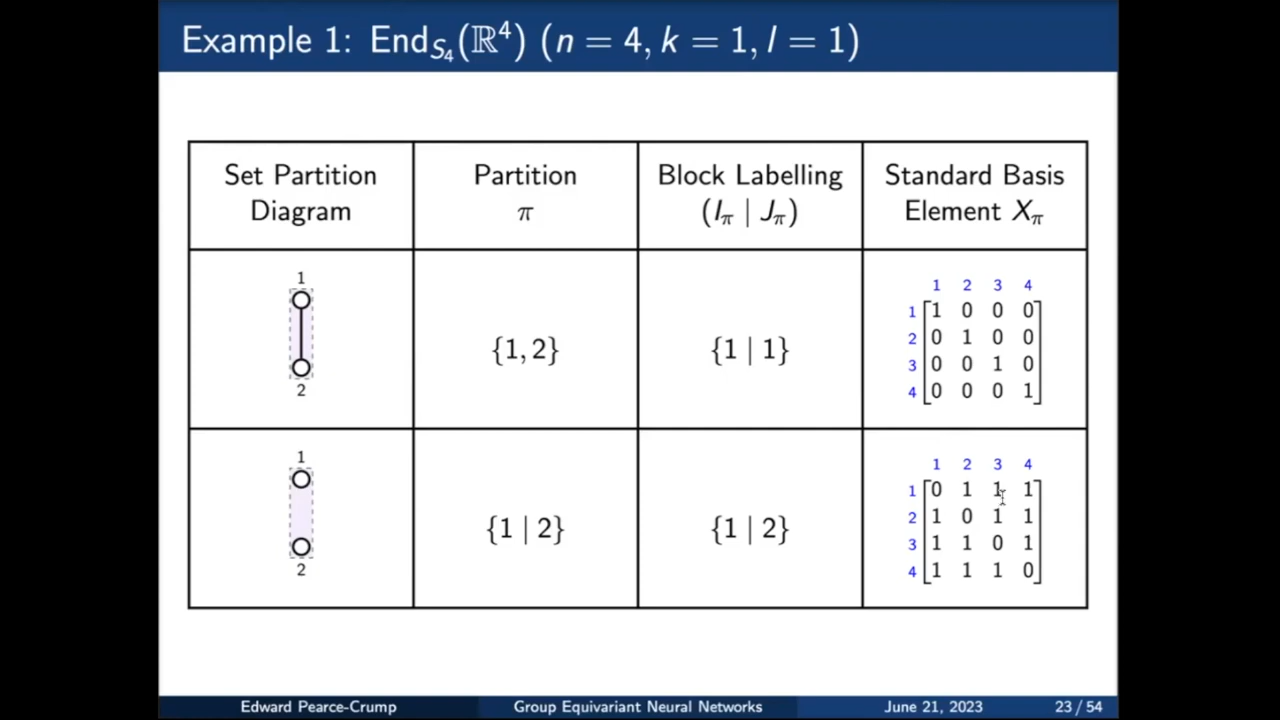 Example 1: End_{S_4}(ℝ^4) (n = 4, k = 1, l = 1)
Set Partition Diagram | Partition π | Block Labelling (I_π | J_π) | Standard Basis Element X_π
1
2
{1, 2}
{1 | 1}
1 2 3 4
1 [1 0 0 0]
2 [0 1 0 0]
3 [0 0 1 0]
4 [0 0 0 1]
1
2
{1 | 2}
{1 | 2}
1 2 3 4
1 [0 1 1 1]
2 [1 0 1 1]
3 [1 1 0 1]
4 [1 1 1 0]
Edward Pearce-Crump Group Equivariant Neural Networks June 21, 2023 23 / 54